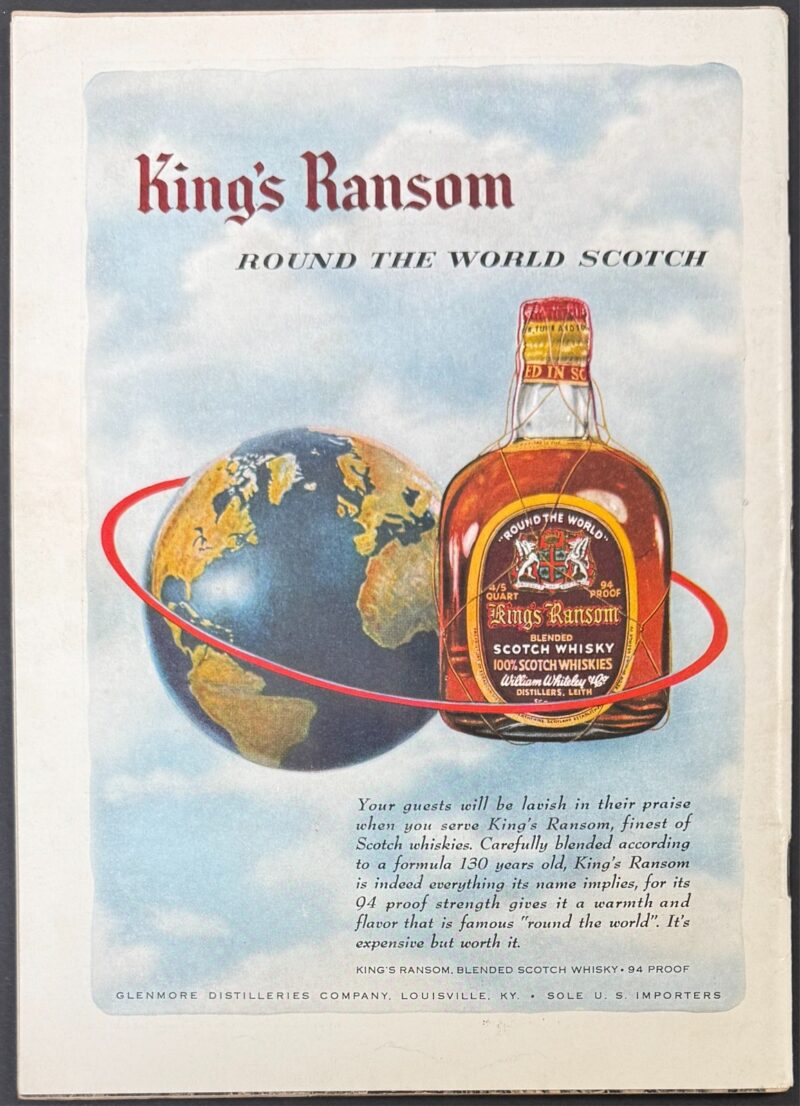 King's Ransom
ROUND THE WORLD SCOTCH
ED IN SC
"ROUND THE WORLD"
4/5 QUART
94 PROOF
King's Ransom
BLENDED
SCOTCH WHISKY
100% SCOTCH WHISKIES
William Whiteley & Co
DISTILLERS, LEITH
Your guests will be lavish in their praise
when you serve King's Ransom, finest of
Scotch whiskies. Carefully blended according
to a formula 130 years old, King's Ransom
is indeed everything its name implies, for its
94 proof strength gives it a warmth and
flavor that is famous "round the world". It's
expensive but worth it.
KING'S RANSOM, BLENDED SCOTCH WHISKY • 94 PROOF
GLENMORE DISTILLERIES COMPANY, LOUISVILLE, KY. • SOLE U. S. IMPORTERS